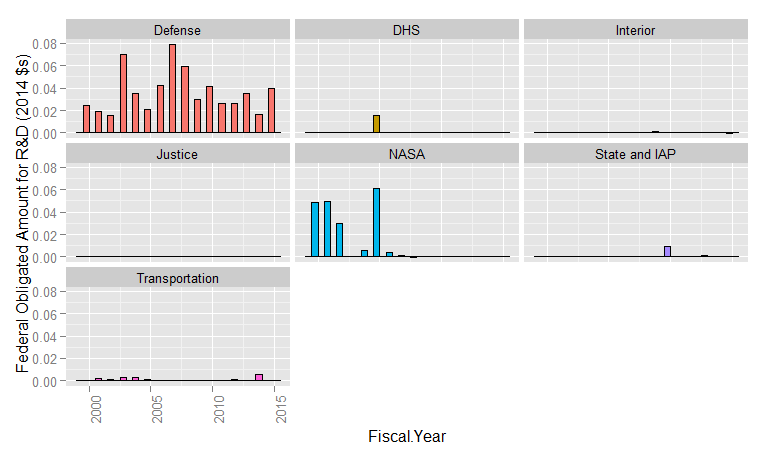 Defense DHS Interior
0.08
0.06
0.04
0.02
0.00
Justice NASA State and IAP
0.08
0.06
0.04
0.02
0.00
Transportation
0.08
0.06
0.04
0.02
0.00
2000 2005 2010 2015
Federal Obligated Amount for R&D (2014 $s)
Fiscal.Year